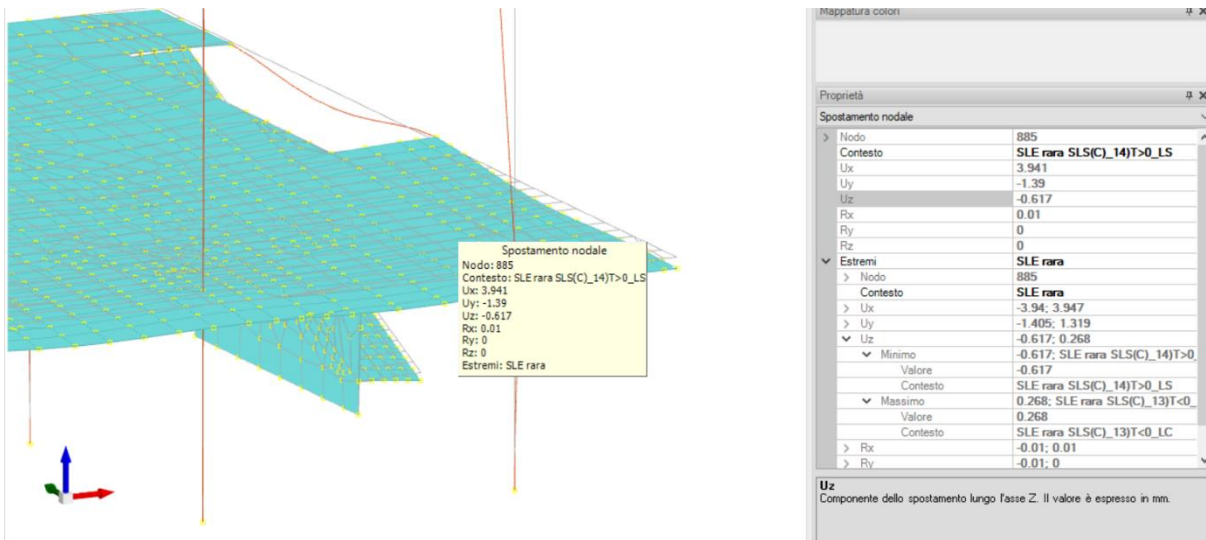 Mappatura colori
Proprietà
Spostamento nodale
Nodo 885
Contesto SLE rara SLS(C)_14)T>0_LS
Ux 3.941
Uy -1.39
Uz -0.617
Rx 0.01
Ry 0
Rz 0
Estremi SLE rara
Nodo 885
Contesto SLE rara
Ux -3.94; 3.947
Uy -1.405; 1.319
Uz -0.617; 0.268
Minimo -0.617; SLE rara SLS(C)_14)T>0_
Valore -0.617
Contesto SLE rara SLS(C)_14)T>0_LS
Massimo 0.268; SLE rara SLS(C)_13)T<0_
Valore 0.268
Contesto SLE rara SLS(C)_13)T<0_LC
Rx -0.01; 0.01
Ry -0.01; 0
Uz
Componente dello spostamento lungo l'asse Z. Il valore è espresso in mm.
Spostamento nodale
Nodo: 885
Contesto: SLE rara SLS(C)_14)T>0_LS
Ux: 3.941
Uy: -1.39
Uz: -0.617
Rx: 0.01
Ry: 0
Rz: 0
Estremi: SLE rara